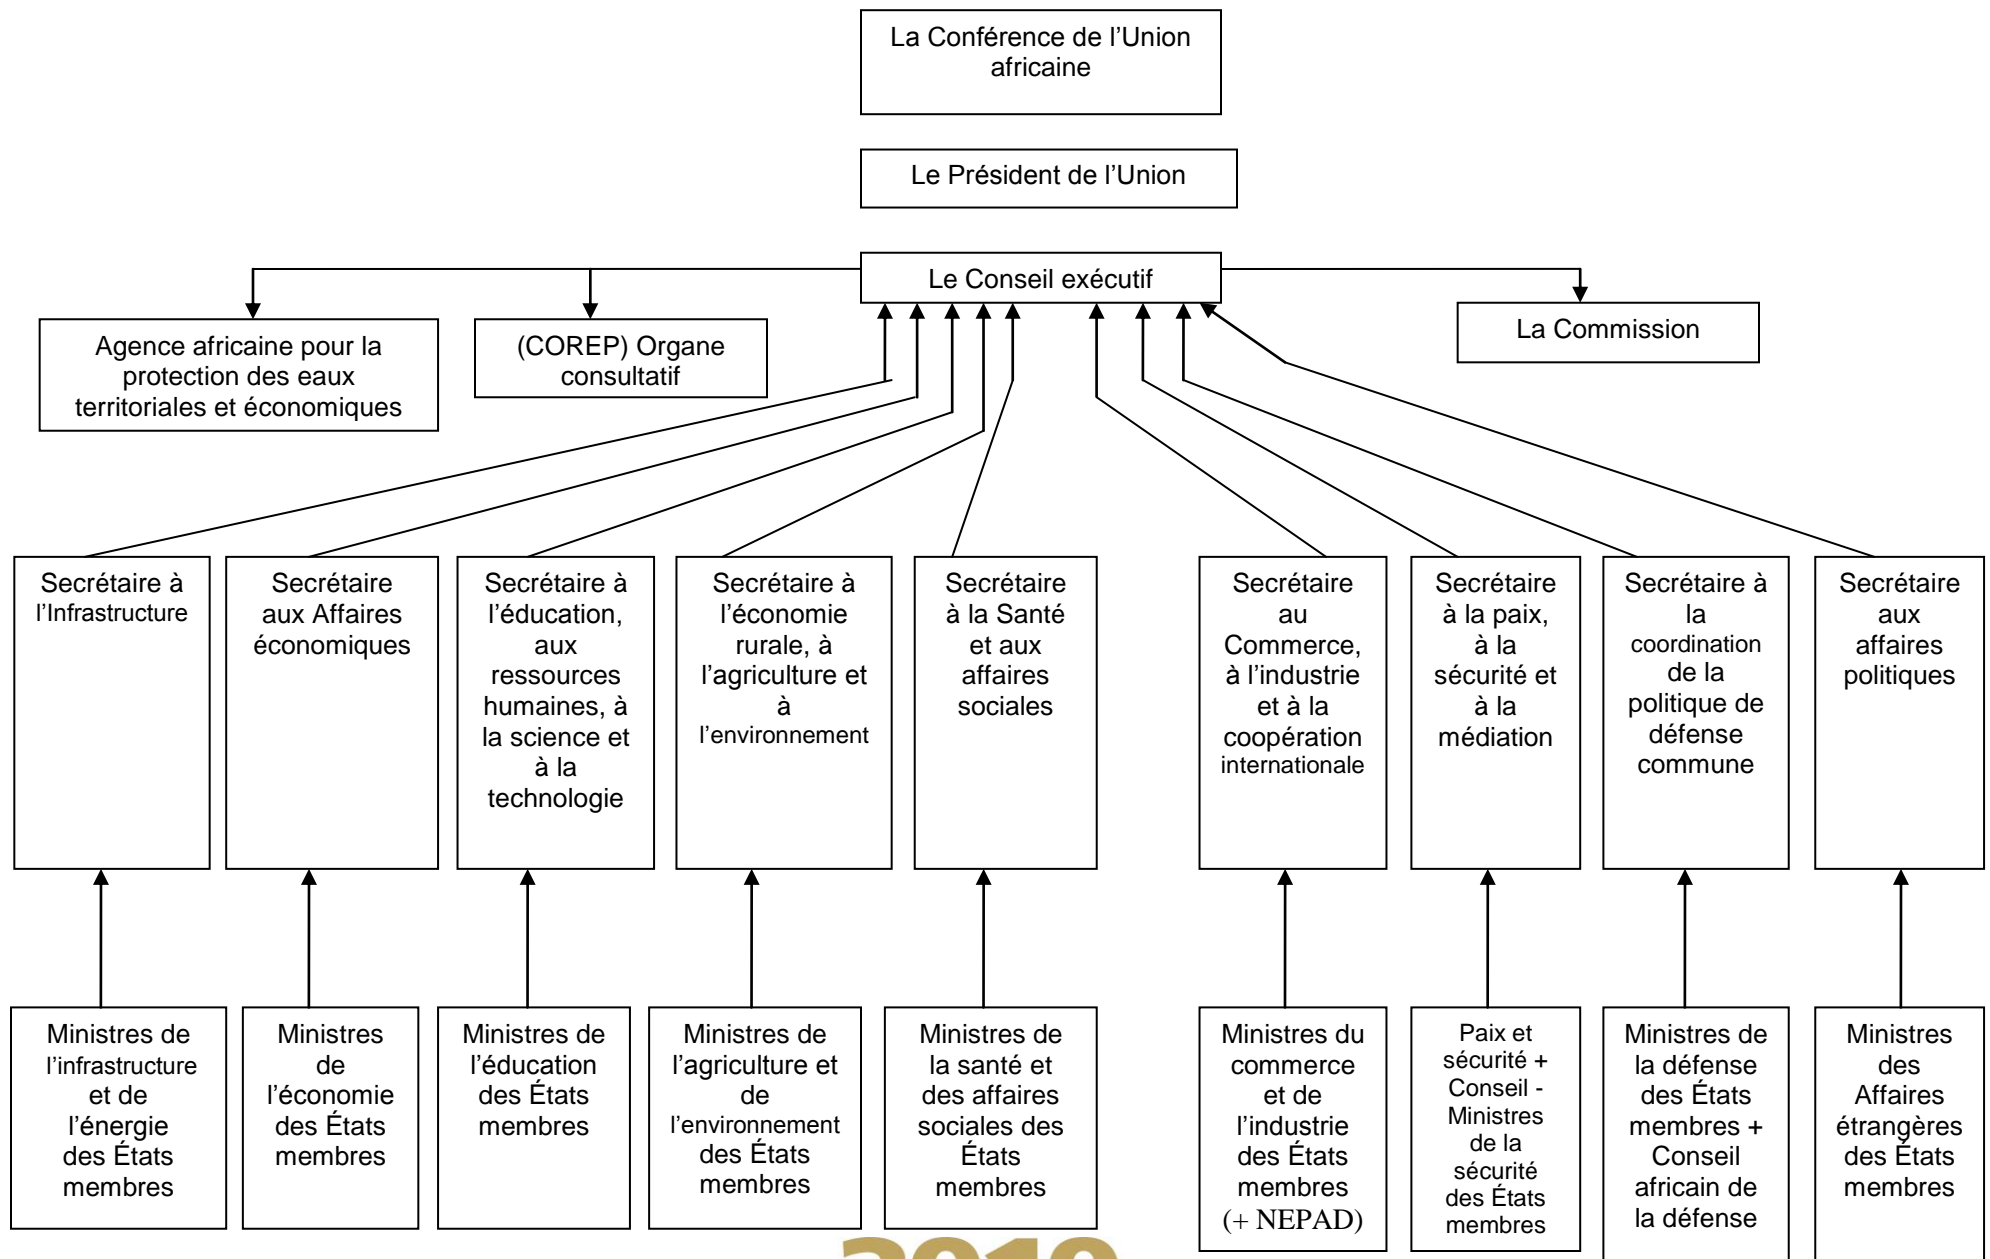 La Conférence de l’Union
africaine
Le Président de l’Union
Le Conseil exécutif
Agence africaine pour la
protection des eaux
territoriales et économiques
(COREP) Organe
consultatif
La Commission
Secrétaire à
l’Infrastructure
Secrétaire
aux Affaires
économiques
Secrétaire à
l’éducation,
aux
ressources
humaines, à
la science et
à la
technologie
Secrétaire à
l’économie
rurale, à
l’agriculture et
à
l’environnement
Secrétaire
à la Santé
et aux
affaires
sociales
Secrétaire
au
Commerce,
à l’industrie
et à la
coopération
internationale
Secrétaire
à la paix,
à la
sécurité et
à la
médiation
Secrétaire à
la
coordination
de la
politique de
défense
commune
Secrétaire
aux
affaires
politiques
Ministres de
l’infrastructure
et de
l’énergie
des États
membres
Ministres
de
l’économie
des États
membres
Ministres de
l’éducation
des États
membres
Ministres de
l’agriculture et
de
l’environnement
des États
membres
Ministres de
la santé et
des affaires
sociales des
États
membres
Ministres du
commerce
et de
l’industrie
des États
membres
(+ NEPAD)
Paix et
sécurité +
Conseil -
Ministres
de la
sécurité
des États
membres
Ministres de
la défense
des États
membres +
Conseil
africain de
la défense
Ministres
des
Affaires
étrangères
des États
membres